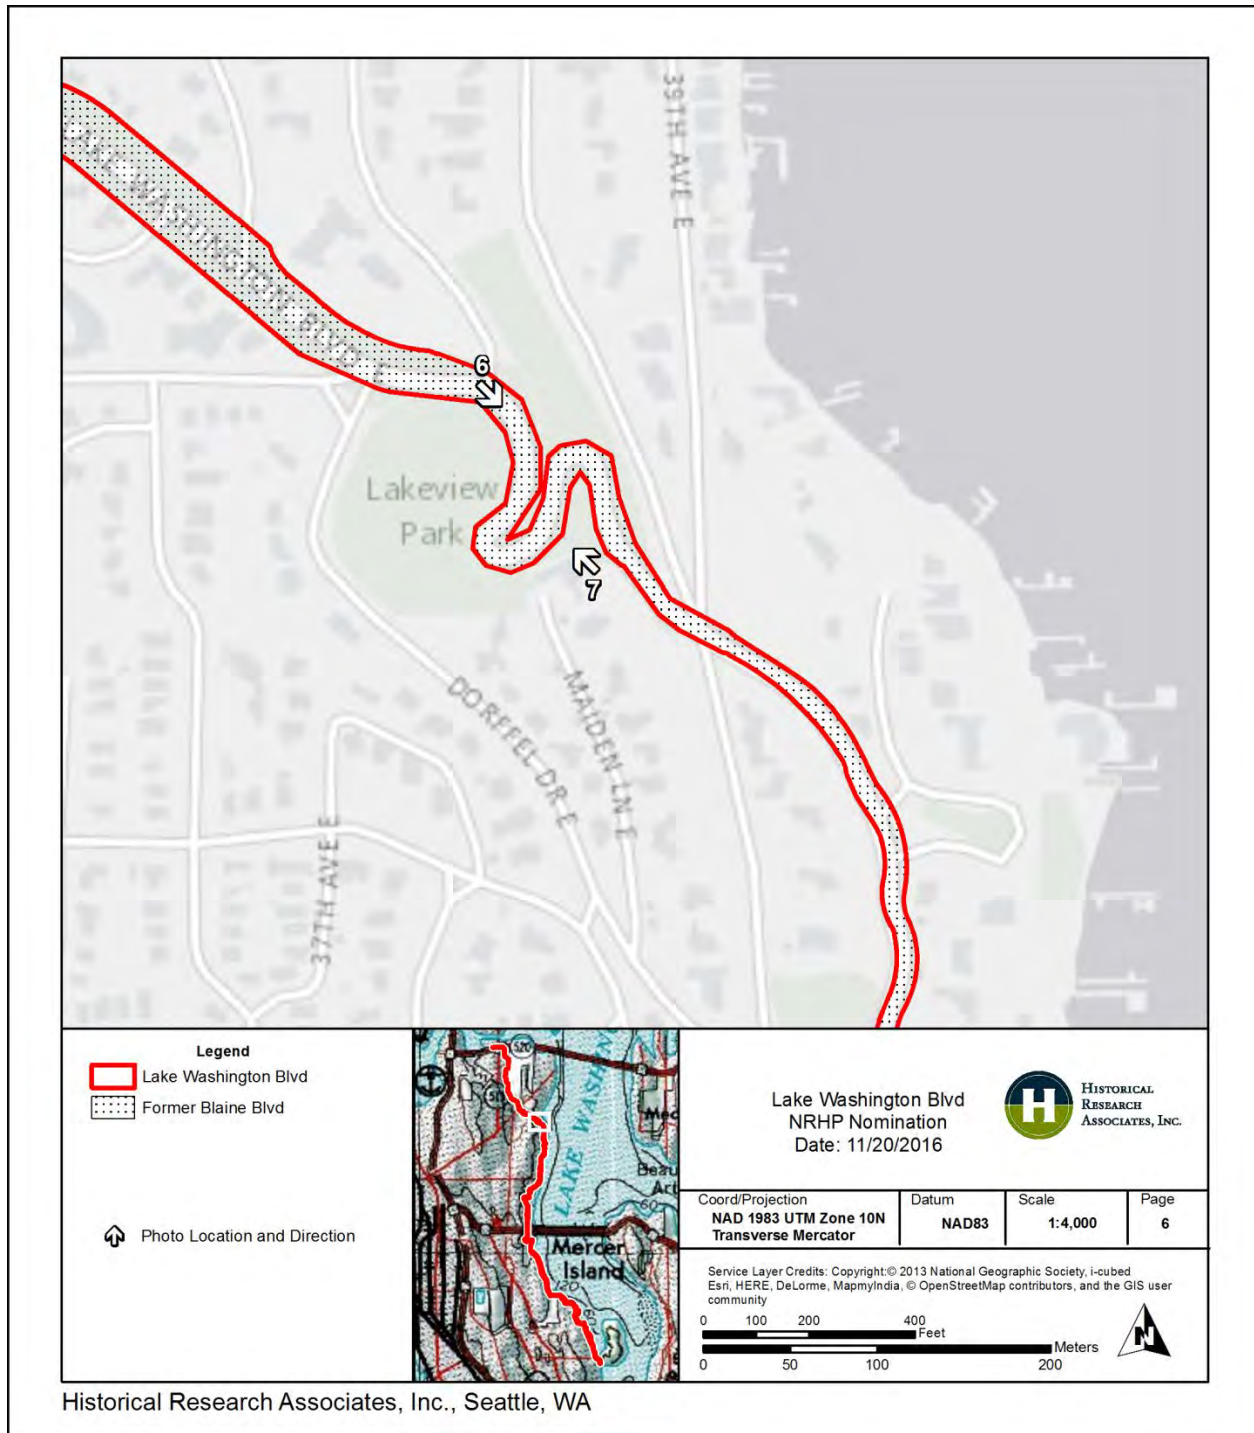 39TH AVE E
LAKE WASHINGTON BLVD E
6
Lakeview
Park
7
DORFFEL DR E
MAIDEN LN E
37TH AVE E
Legend
Lake Washington Blvd
Former Blaine Blvd
Photo Location and Direction
520
LAKE WASHIN
Mercer
Island
120
60
60
Lake Washington Blvd
NRHP Nomination
Date: 11/20/2016
H
HISTORICAL
RESEARCH
ASSOCIATES, INC.
Coord/Projection
NAD 1983 UTM Zone 10N
Transverse Mercator
Datum
NAD83
Scale
1:4,000
Page
6
Service Layer Credits: Copyright:© 2013 National Geographic Society, i-cubed
Esri, HERE, DeLorme, MapmyIndia, © OpenStreetMap contributors, and the GIS user
community
0 100 200 400
Feet
Meters
0 50 100 200
N
Historical Research Associates, Inc., Seattle, WA